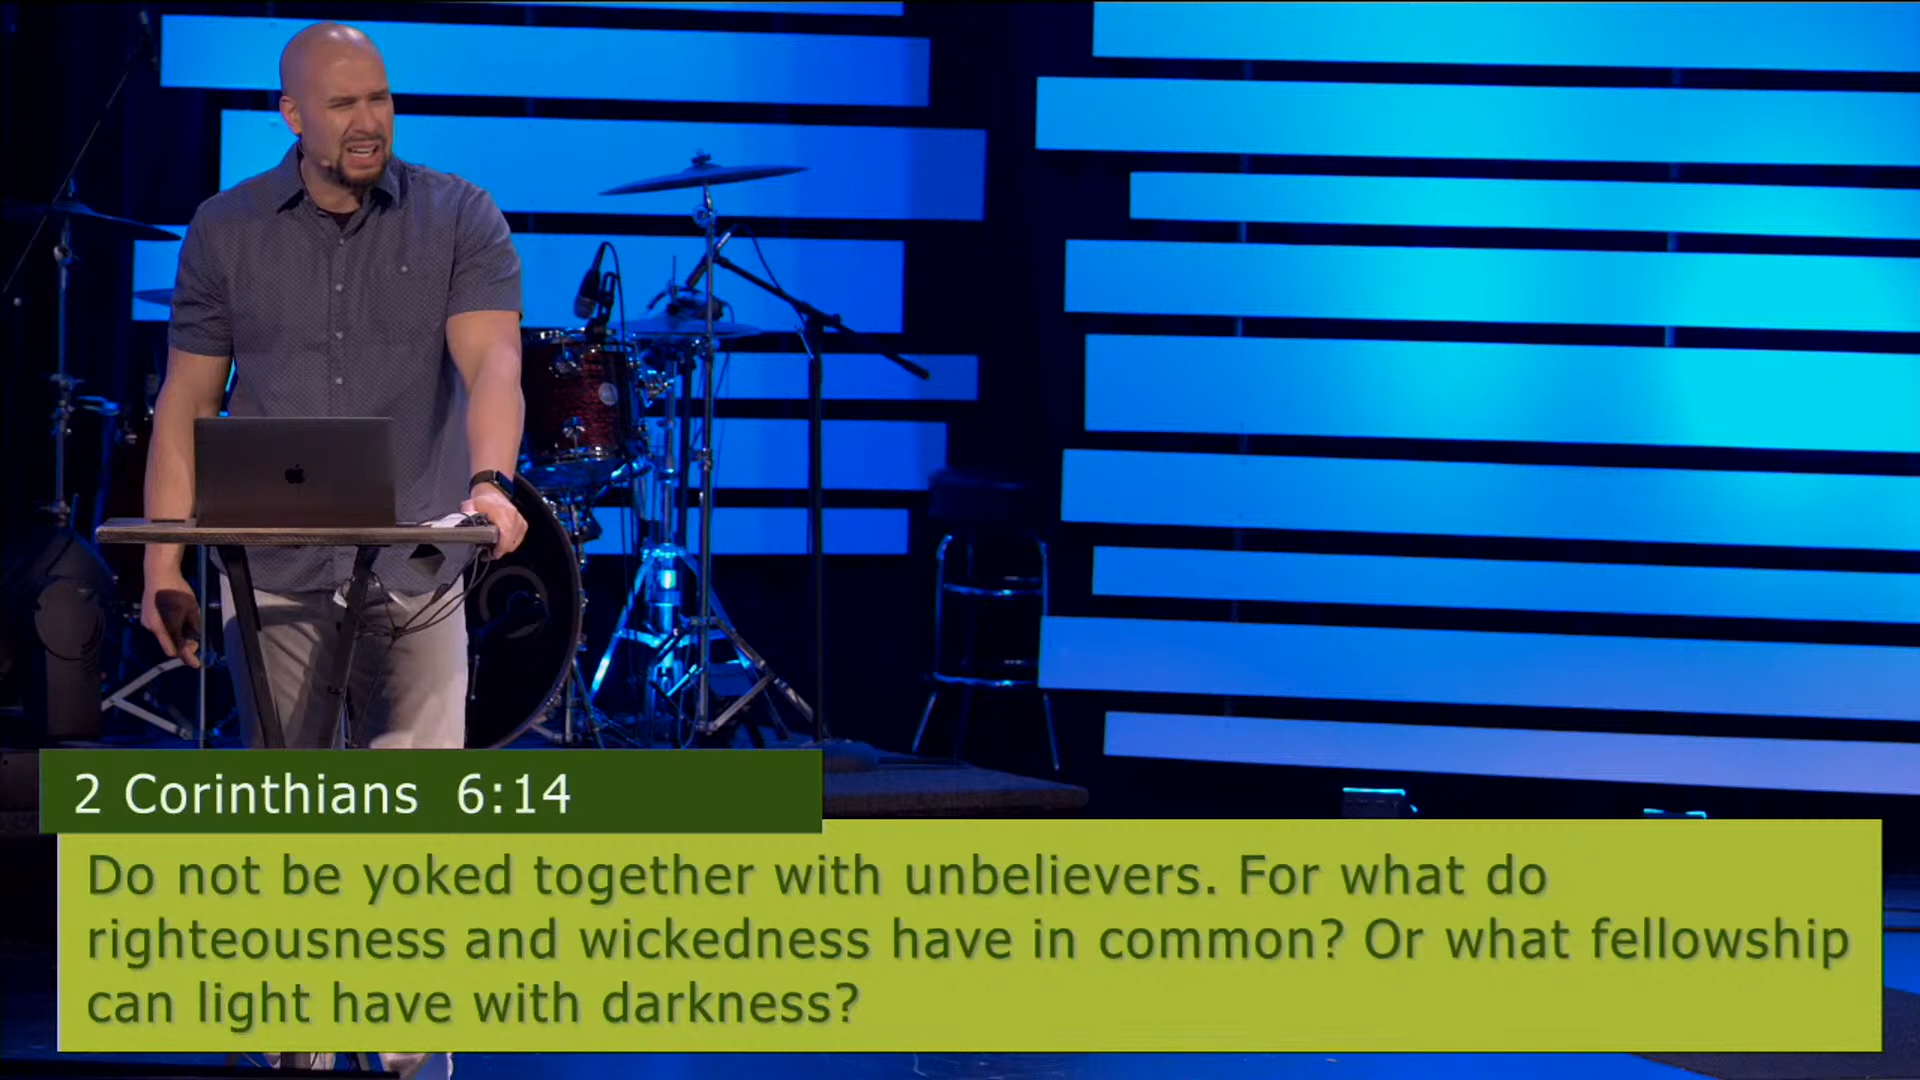 2 Corinthians 6:14
Do not be yoked together with unbelievers. For what do
righteousness and wickedness have in common? Or what fellowship
can light have with darkness?